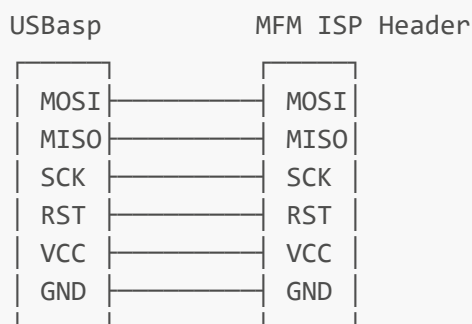 USBasp MFM ISP Header
MOSI MOSI
MISO MISO
SCK SCK
RST RST
VCC VCC
GND GND